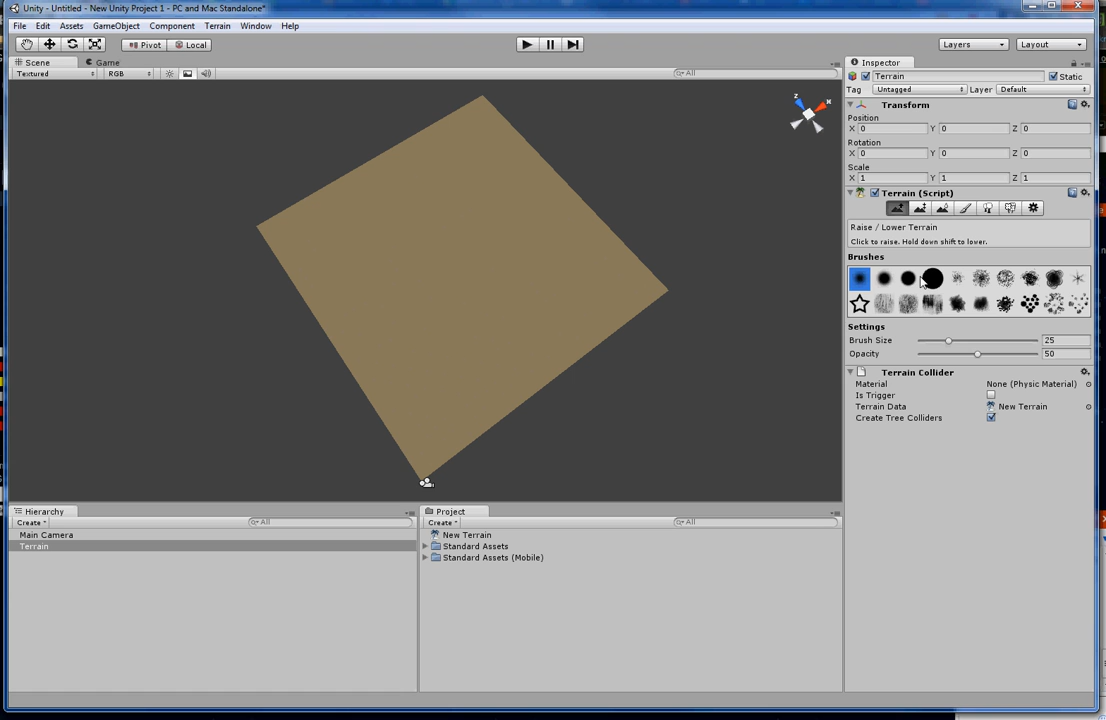 Unity - Untitled - New Unity Project 1 - PC and Mac Standalone*
File Edit Assets GameObject Component Terrain Window Help
Pivot Local Layers Layout
Scene Game
Textured RGB All
Inspector
Terrain Static
Tag Untagged Layer Default
Transform
Position
X 0 Y 0 Z 0
Rotation
X 0 Y 0 Z 0
Scale
X 1 Y 1 Z 1
Terrain (Script)
Raise / Lower Terrain
Click to raise. Hold down shift to lower.
Brushes
Settings
Brush Size 25
Opacity 50
Terrain Collider
Material None (Physic Material)
Is Trigger
Terrain Data New Terrain
Create Tree Colliders
z x
Hierarchy
Create All
Main Camera
Terrain
Project
Create All
New Terrain
Standard Assets
Standard Assets (Mobile)